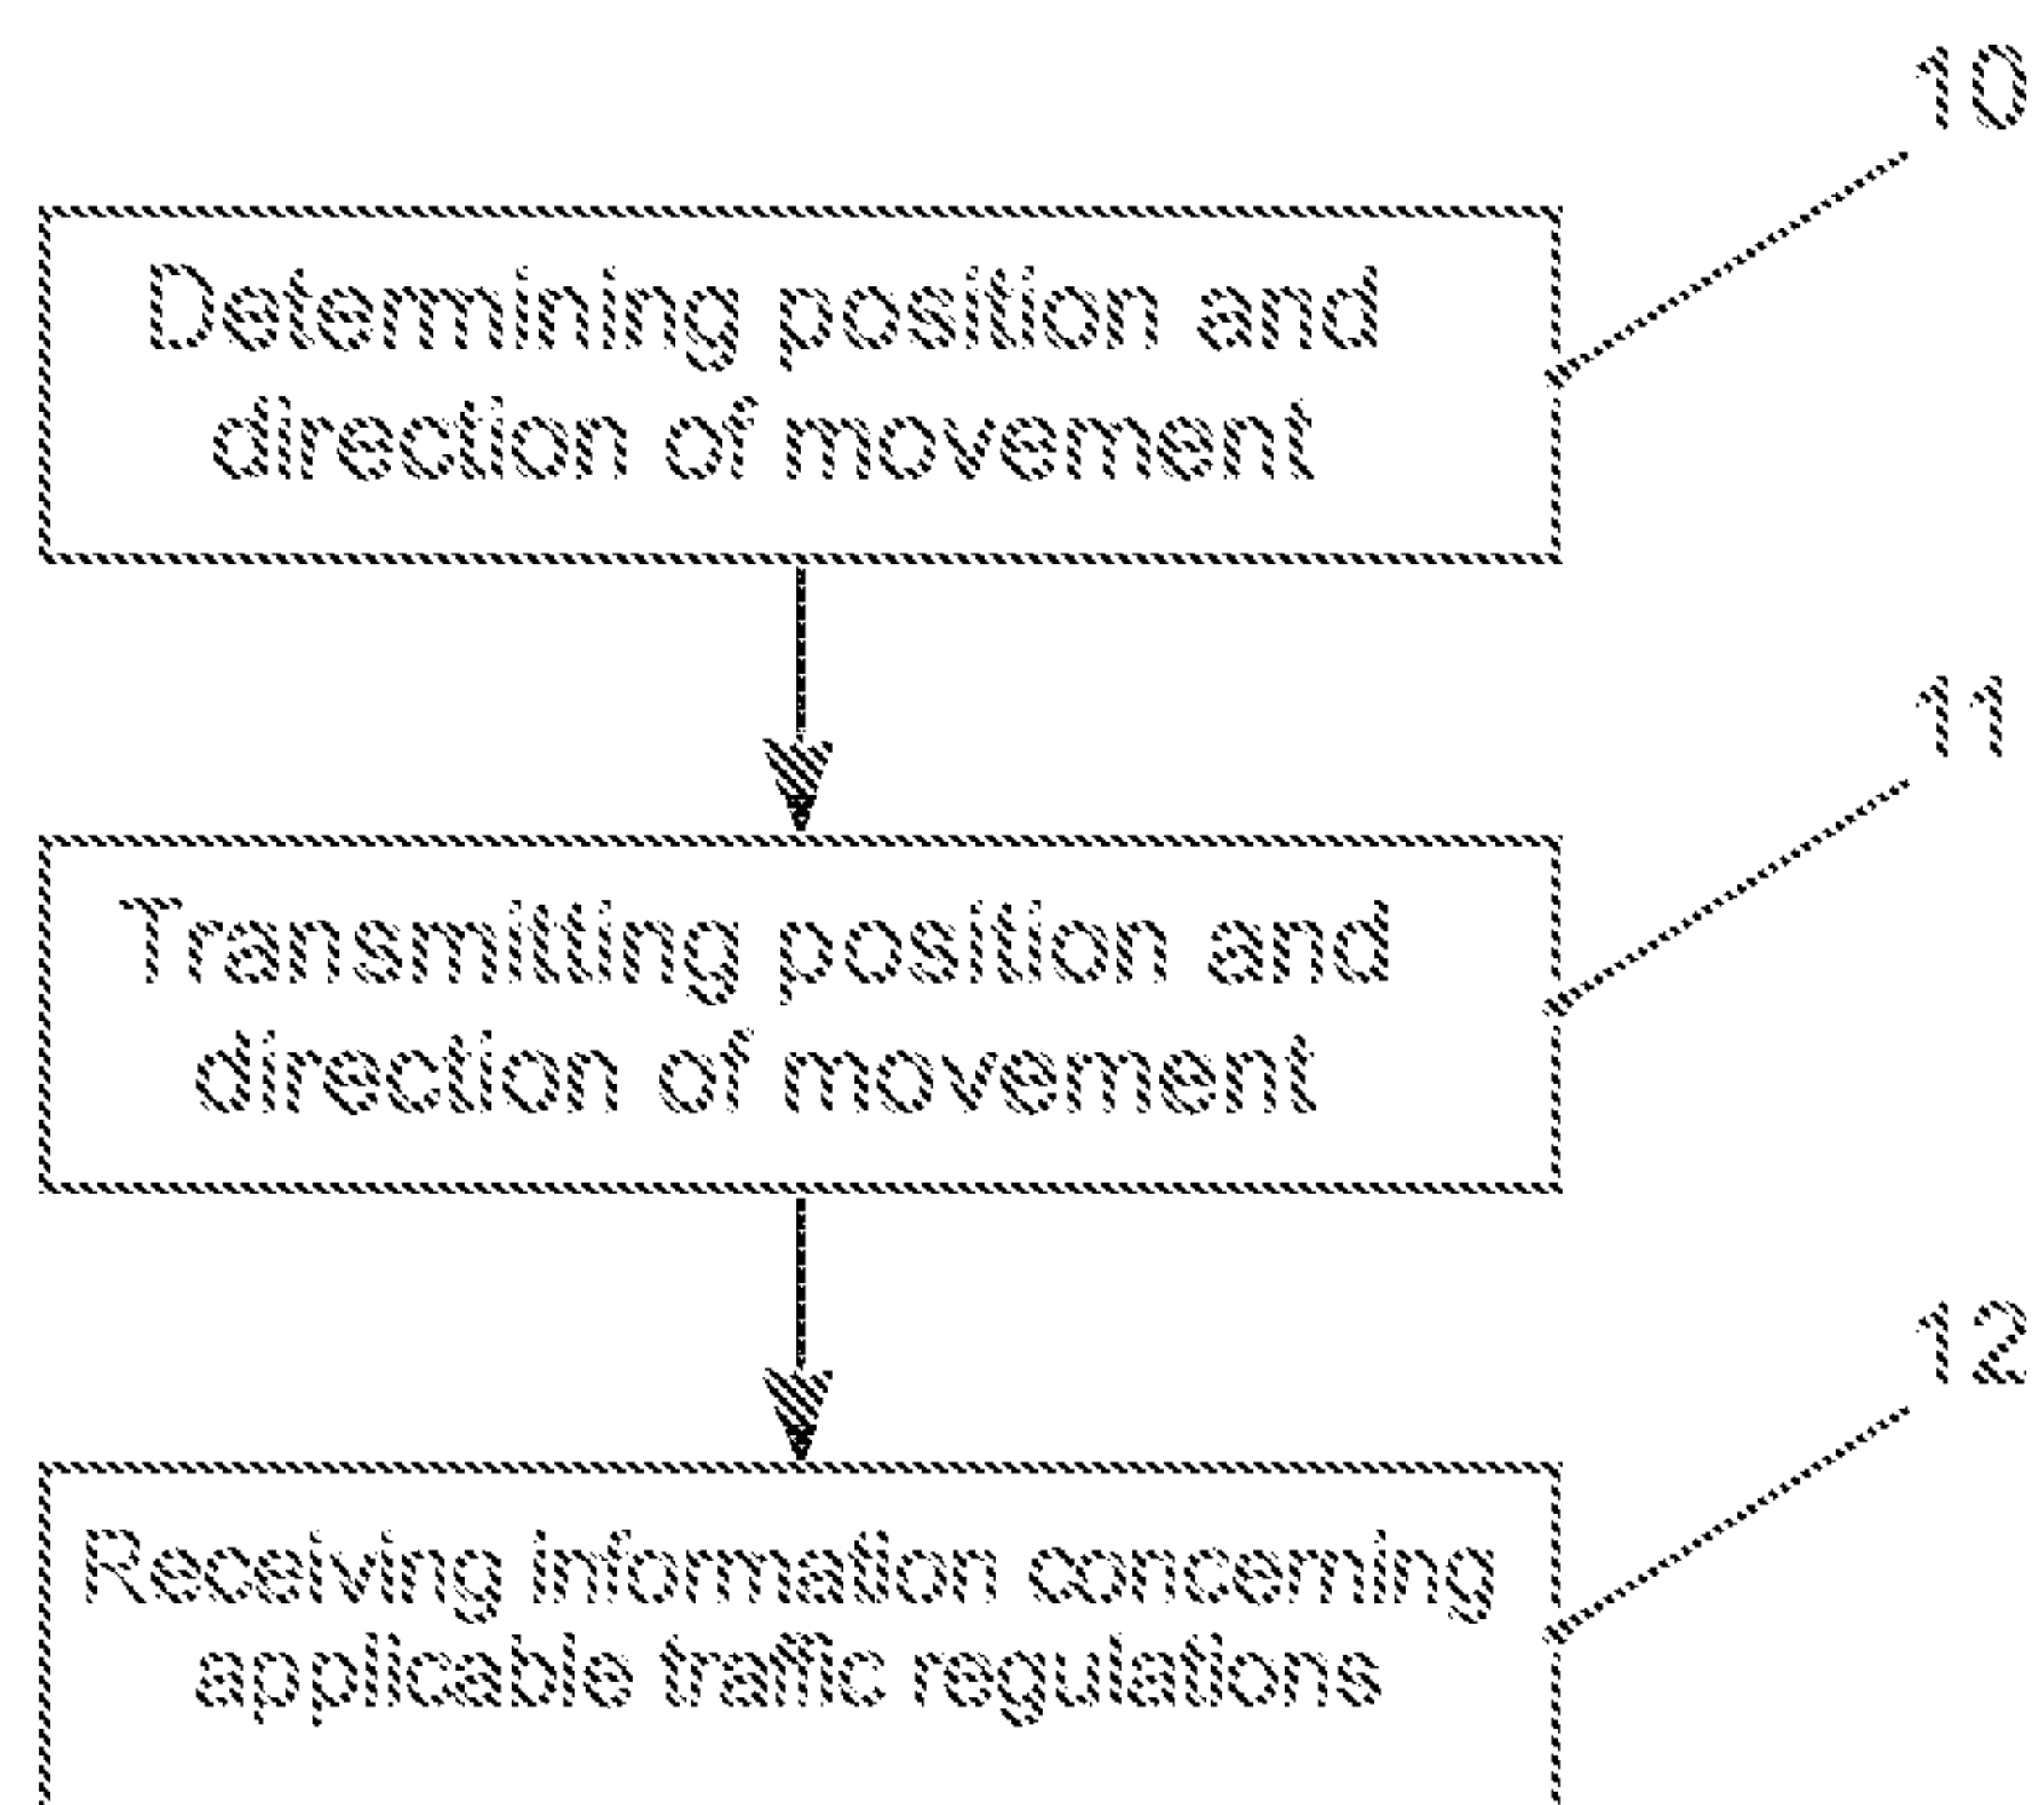 10
Determining position and
direction of movement
11
Transmitting position and
direction of movement
12
Receiving information concerning
applicable traffic regulations